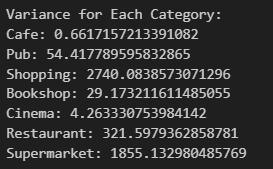 Variance for Each Category:
Cafe: 0.6617157213391082
Pub: 54.417789595832865
Shopping: 2740.0838573071296
Bookshop: 29.173211611485055
Cinema: 4.263330753984142
Restaurant: 321.5979362858781
Supermarket: 1855.132980485769